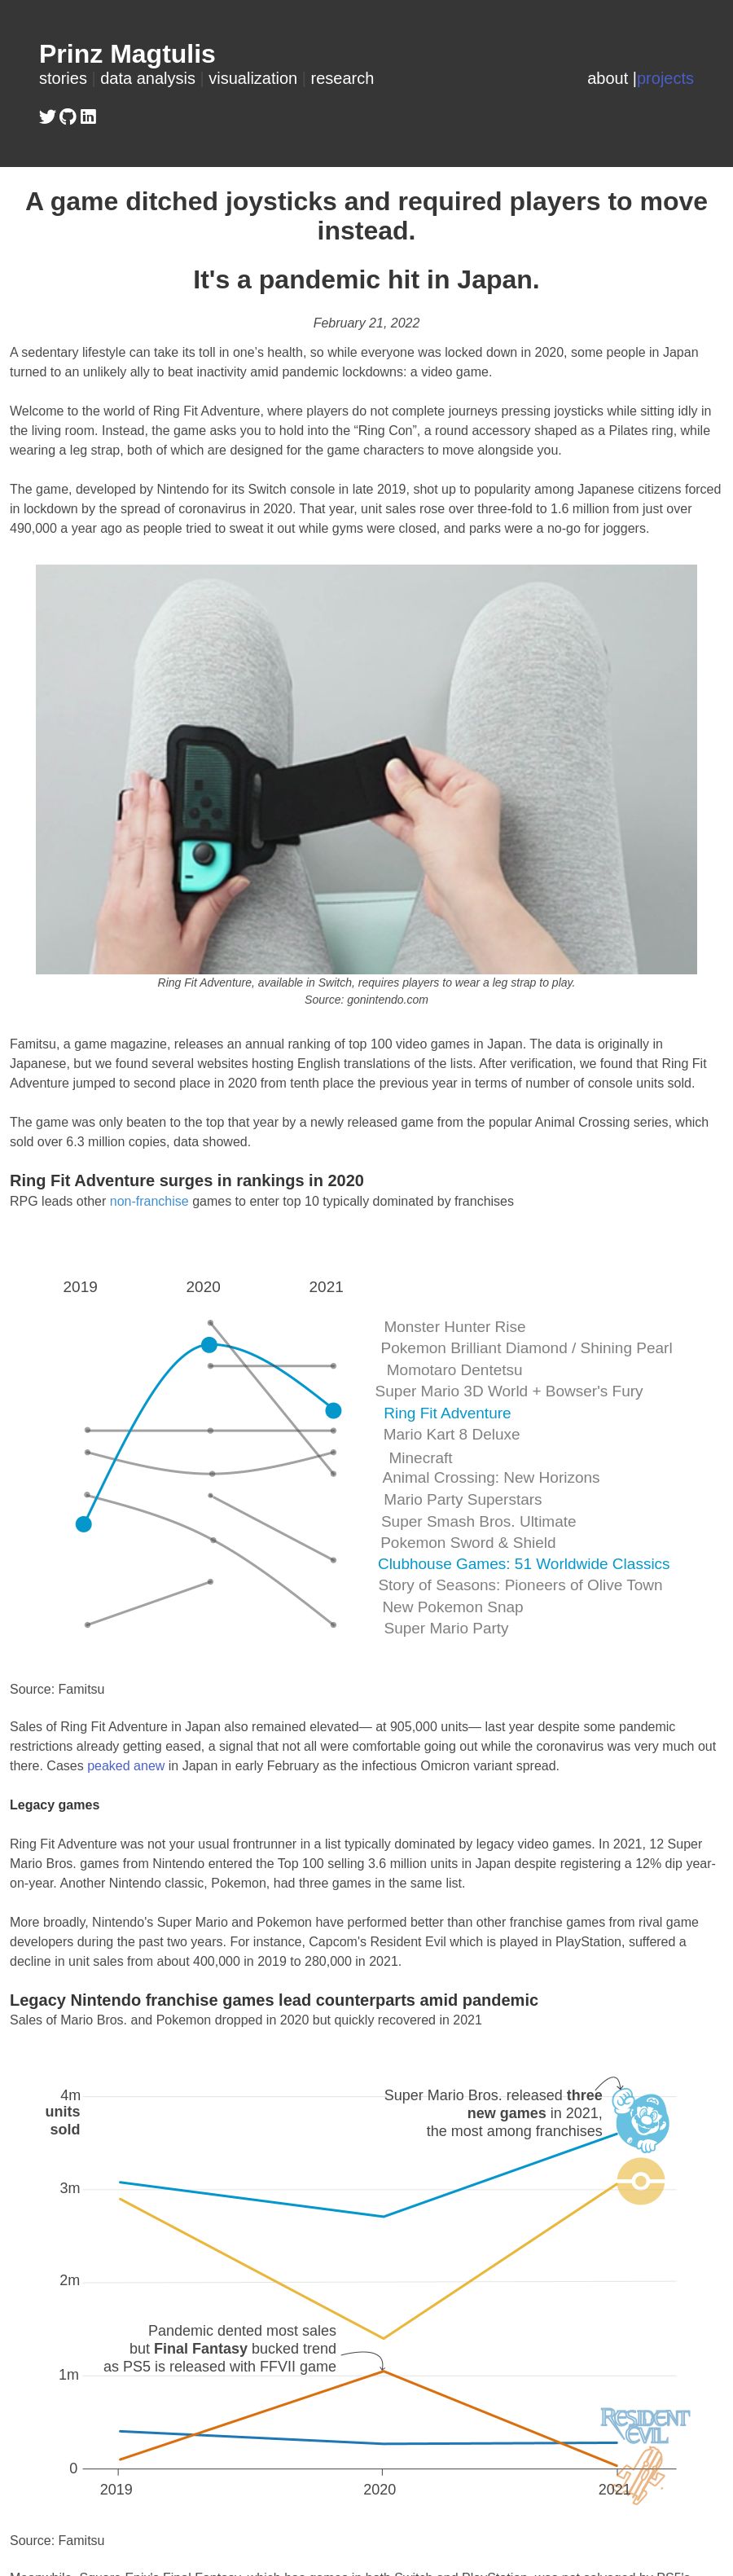 Prinz Magtulis
stories | data analysis | visualization | research
about |projects
A game ditched joysticks and required players to move
instead.
It's a pandemic hit in Japan.
February 21, 2022
A sedentary lifestyle can take its toll in one’s health, so while everyone was locked down in 2020, some people in Japan
turned to an unlikely ally to beat inactivity amid pandemic lockdowns: a video game.
Welcome to the world of Ring Fit Adventure, where players do not complete journeys pressing joysticks while sitting idly in
the living room. Instead, the game asks you to hold into the “Ring Con”, a round accessory shaped as a Pilates ring, while
wearing a leg strap, both of which are designed for the game characters to move alongside you.
The game, developed by Nintendo for its Switch console in late 2019, shot up to popularity among Japanese citizens forced
in lockdown by the spread of coronavirus in 2020. That year, unit sales rose over three-fold to 1.6 million from just over
490,000 a year ago as people tried to sweat it out while gyms were closed, and parks were a no-go for joggers.
Ring Fit Adventure, available in Switch, requires players to wear a leg strap to play.
Source: gonintendo.com
Famitsu, a game magazine, releases an annual ranking of top 100 video games in Japan. The data is originally in
Japanese, but we found several websites hosting English translations of the lists. After verification, we found that Ring Fit
Adventure jumped to second place in 2020 from tenth place the previous year in terms of number of console units sold.
The game was only beaten to the top that year by a newly released game from the popular Animal Crossing series, which
sold over 6.3 million copies, data showed.
Ring Fit Adventure surges in rankings in 2020
RPG leads other non-franchise games to enter top 10 typically dominated by franchises
2019 2020 2021
Monster Hunter Rise
Pokemon Brilliant Diamond / Shining Pearl
Momotaro Dentetsu
Super Mario 3D World + Bowser's Fury
Ring Fit Adventure
Mario Kart 8 Deluxe
Minecraft
Animal Crossing: New Horizons
Mario Party Superstars
Super Smash Bros. Ultimate
Pokemon Sword & Shield
Clubhouse Games: 51 Worldwide Classics
Story of Seasons: Pioneers of Olive Town
New Pokemon Snap
Super Mario Party
Source: Famitsu
Sales of Ring Fit Adventure in Japan also remained elevated— at 905,000 units— last year despite some pandemic
restrictions already getting eased, a signal that not all were comfortable going out while the coronavirus was very much out
there. Cases peaked anew in Japan in early February as the infectious Omicron variant spread.
Legacy games
Ring Fit Adventure was not your usual frontrunner in a list typically dominated by legacy video games. In 2021, 12 Super
Mario Bros. games from Nintendo entered the Top 100 selling 3.6 million units in Japan despite registering a 12% dip year-
on-year. Another Nintendo classic, Pokemon, had three games in the same list.
More broadly, Nintendo's Super Mario and Pokemon have performed better than other franchise games from rival game
developers during the past two years. For instance, Capcom's Resident Evil which is played in PlayStation, suffered a
decline in unit sales from about 400,000 in 2019 to 280,000 in 2021.
Legacy Nintendo franchise games lead counterparts amid pandemic
Sales of Mario Bros. and Pokemon dropped in 2020 but quickly recovered in 2021
4m
units
sold
Super Mario Bros. released three
new games in 2021,
the most among franchises
3m
2m
Pandemic dented most sales
but Final Fantasy bucked trend
as PS5 is released with FFVII game
1m
RESIDENT
EVIL
0
2019 2020 2021
Source: Famitsu
Meanwhile, Square Enix's Final Fantasy, which has games in both Switch and PlayStation, was not salvaged by PS5's